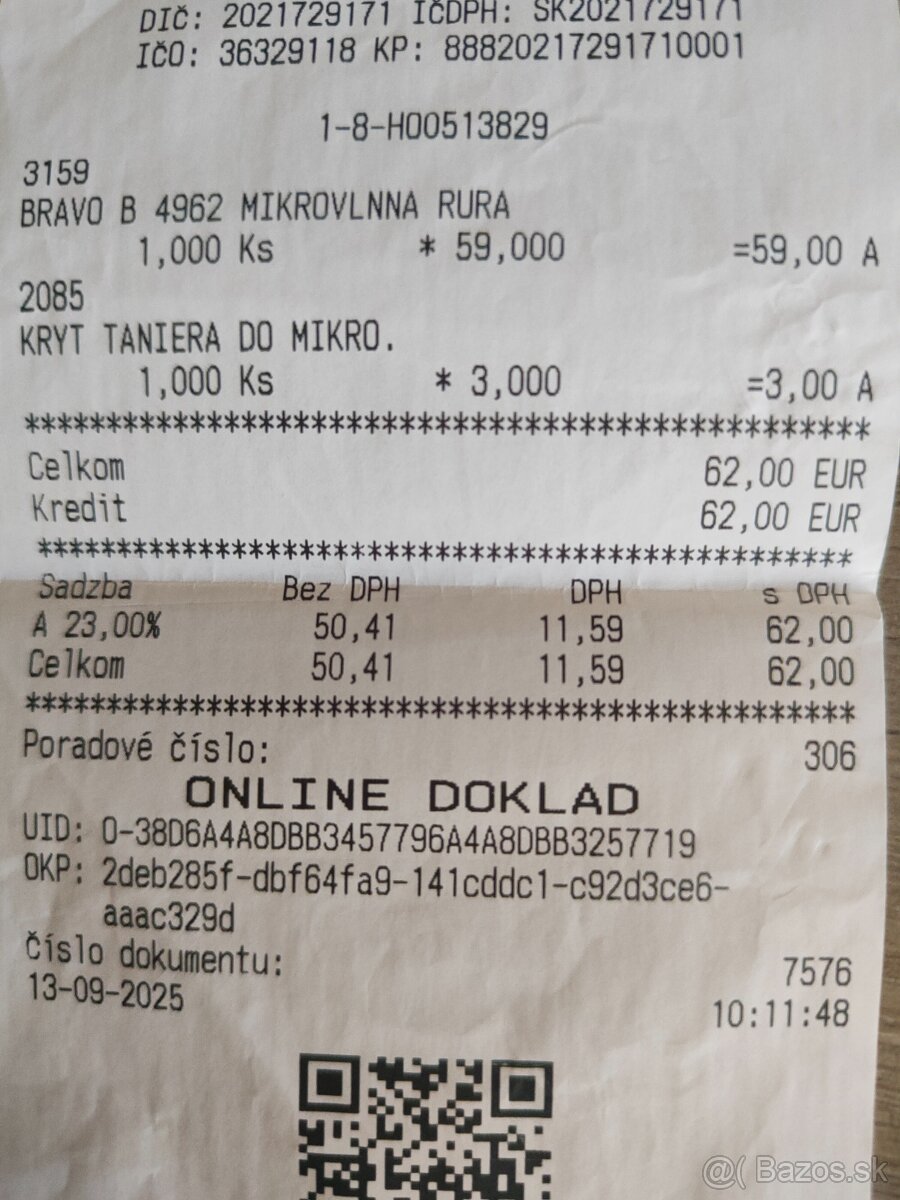 DIČ: 2021729171 IČDPH: SK2021729171
IČO: 36329118 KP: 88820217291710001
1-8-H00513829
3159
BRAVO B 4962 MIKROVLNNA RURA
1,000 Ks * 59,000 =59,00 A
2085
KRYT TANIERA DO MIKRO.
1,000 Ks * 3,000 =3,00 A
****************************************************
Celkom 62,00 EUR
Kredit 62,00 EUR
****************************************************
Sadzba Bez DPH DPH s DPH
A 23,00% 50,41 11,59 62,00
Celkom 50,41 11,59 62,00
****************************************************
Poradové číslo: 306
ONLINE DOKLAD
UID: O-38D6A4A8DBB3457796A4A8DBB3257719
OKP: 2deb285f-dbf64fa9-141cddc1-c92d3ce6-
aaac329d
Číslo dokumentu: 7576
13-09-2025 10:11:48
@( Bazos.sk